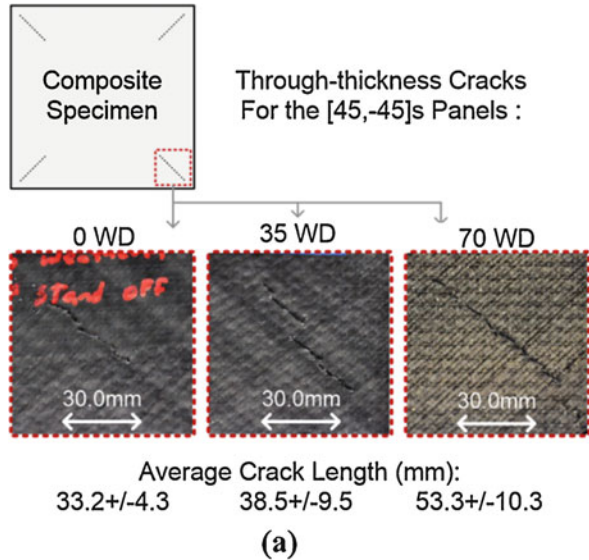 Composite
Specimen
Through-thickness Cracks
For the [45,-45]s Panels :
0 WD
35 WD
70 WD
STand OFF
30.0mm
30.0mm
30.0mm
Average Crack Length (mm):
33.2+/-4.3
38.5+/-9.5
53.3+/-10.3
(a)